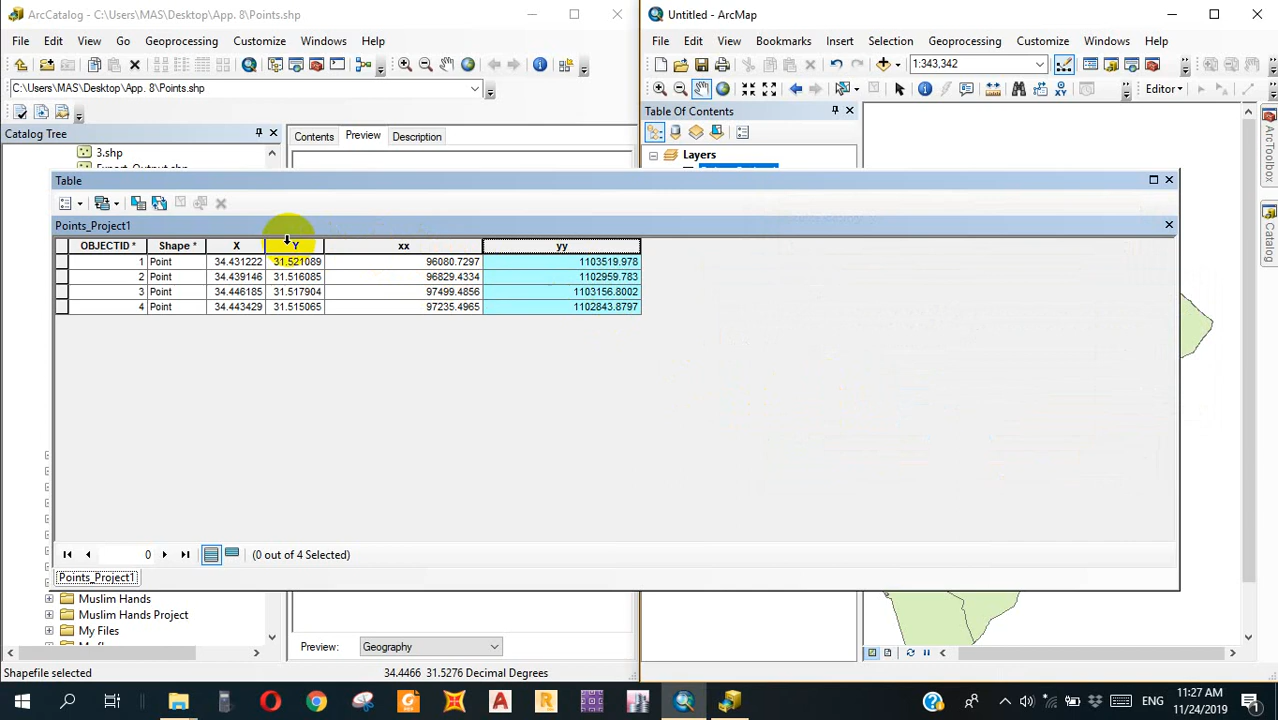 ArcCatalog - C:\Users\MAS\Desktop\App. 8\Points.shp
Untitled - ArcMap
File Edit View Go Geoprocessing Customize Windows Help
File Edit View Bookmarks Insert Selection Geoprocessing Customize Windows Help
1:343,342
C:\Users\MAS\Desktop\App. 8\Points.shp
Editor
Catalog Tree
Contents Preview Description
Table Of Contents
3.shp
Layers
ArcToolbox
Catalog
Table
Points_Project1
OBJECTID * Shape * X Y xx yy
1 Point 34.431222 31.521089 96080.7297 1103519.978
2 Point 34.439146 31.516085 96829.4334 1102959.783
3 Point 34.446185 31.517904 97499.4856 1103156.8002
4 Point 34.443429 31.515065 97235.4965 1102843.8797
0 (0 out of 4 Selected)
Points_Project1
Muslim Hands
Muslim Hands Project
My Files
Preview: Geography
Shapefile selected
34.4466 31.5276 Decimal Degrees
ENG
11:27 AM
11/24/2019